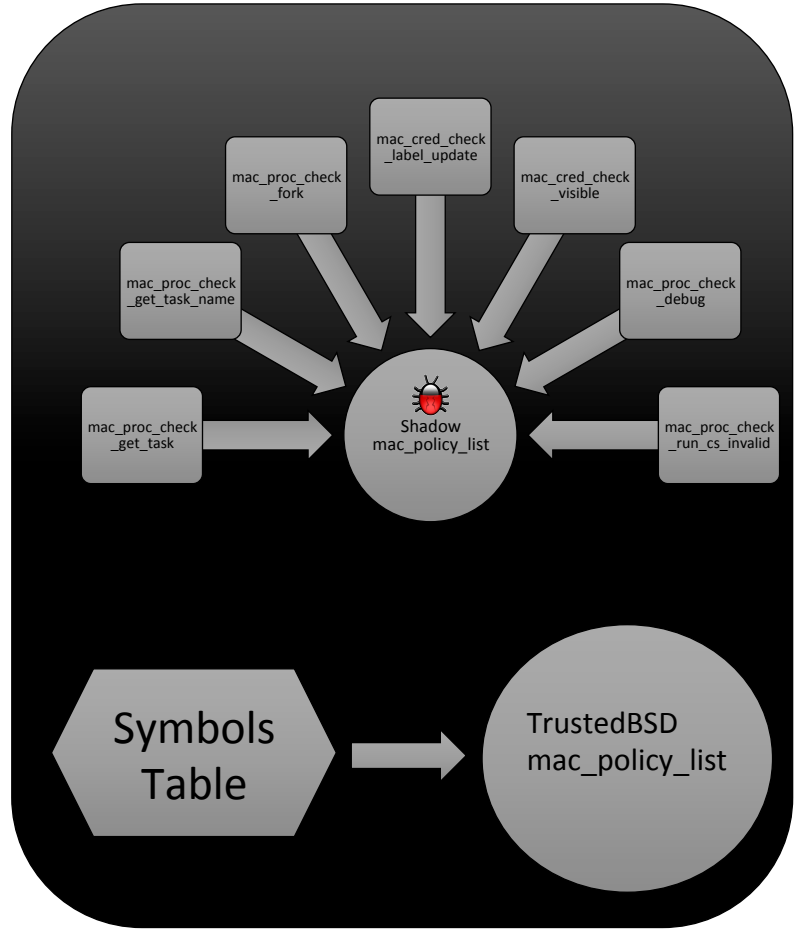 mac_cred_check
_label_update
mac_proc_check
_fork
mac_cred_check
_visible
mac_proc_check
_get_task_name
mac_proc_check
_debug
mac_proc_check
_get_task
Shadow
mac_policy_list
mac_proc_check
_run_cs_invalid
Symbols
Table
TrustedBSD
mac_policy_list